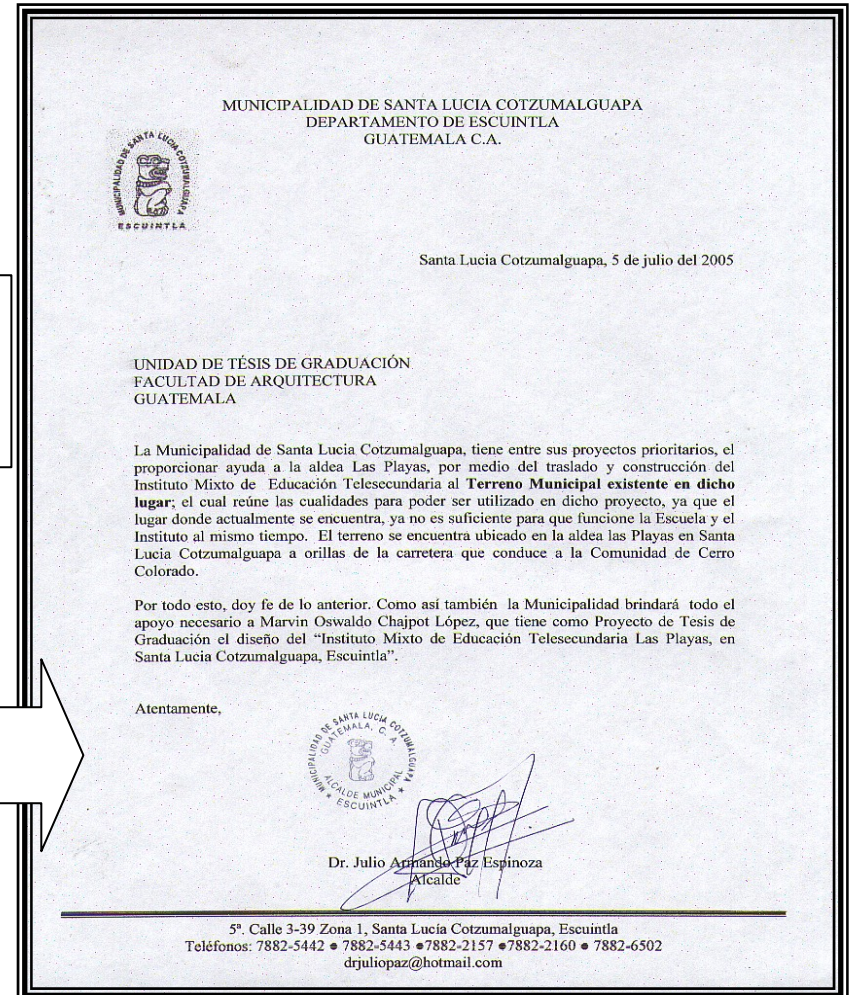 MUNICIPALIDAD DE SANTA LUCIA COTZUMALGUAPA
DEPARTAMENTO DE ESCUINTLA
GUATEMALA C.A.
MUNICIPALIDAD DE SANTA LUCIA COTZUMALGUAPA
ESCUINTLA
Santa Lucia Cotzumalguapa, 5 de julio del 2005
UNIDAD DE TÉSIS DE GRADUACIÓN
FACULTAD DE ARQUITECTURA
GUATEMALA
La Municipalidad de Santa Lucia Cotzumalguapa, tiene entre sus proyectos prioritarios, el
proporcionar ayuda a la aldea Las Playas, por medio del traslado y construcción del
Instituto Mixto de Educación Telesecundaria al Terreno Municipal existente en dicho
lugar; el cual reúne las cualidades para poder ser utilizado en dicho proyecto, ya que el
lugar donde actualmente se encuentra, ya no es suficiente para que funcione la Escuela y el
Instituto al mismo tiempo. El terreno se encuentra ubicado en la aldea las Playas en Santa
Lucia Cotzumalguapa a orillas de la carretera que conduce a la Comunidad de Cerro
Colorado.
Por todo esto, doy fe de lo anterior. Como así también la Municipalidad brindará todo el
apoyo necesario a Marvin Oswaldo Chajpot López, que tiene como Proyecto de Tesis de
Graduación el diseño del “Instituto Mixto de Educación Telesecundaria Las Playas, en
Santa Lucia Cotzumalguapa, Escuintla”.
Atentamente,
MUNICIPALIDAD DE SANTA LUCIA COTZUMALGUAPA
GUATEMALA, C. A.
ALCALDE MUNICIPAL
* ESCUINTLA *
Dr. Julio Armando Paz Espinoza
Alcalde
5ª. Calle 3-39 Zona 1, Santa Lucía Cotzumalguapa, Escuintla
Teléfonos: 7882-5442 ● 7882-5443 ●7882-2157 ●7882-2160 ● 7882-6502
drjuliopaz@hotmail.com